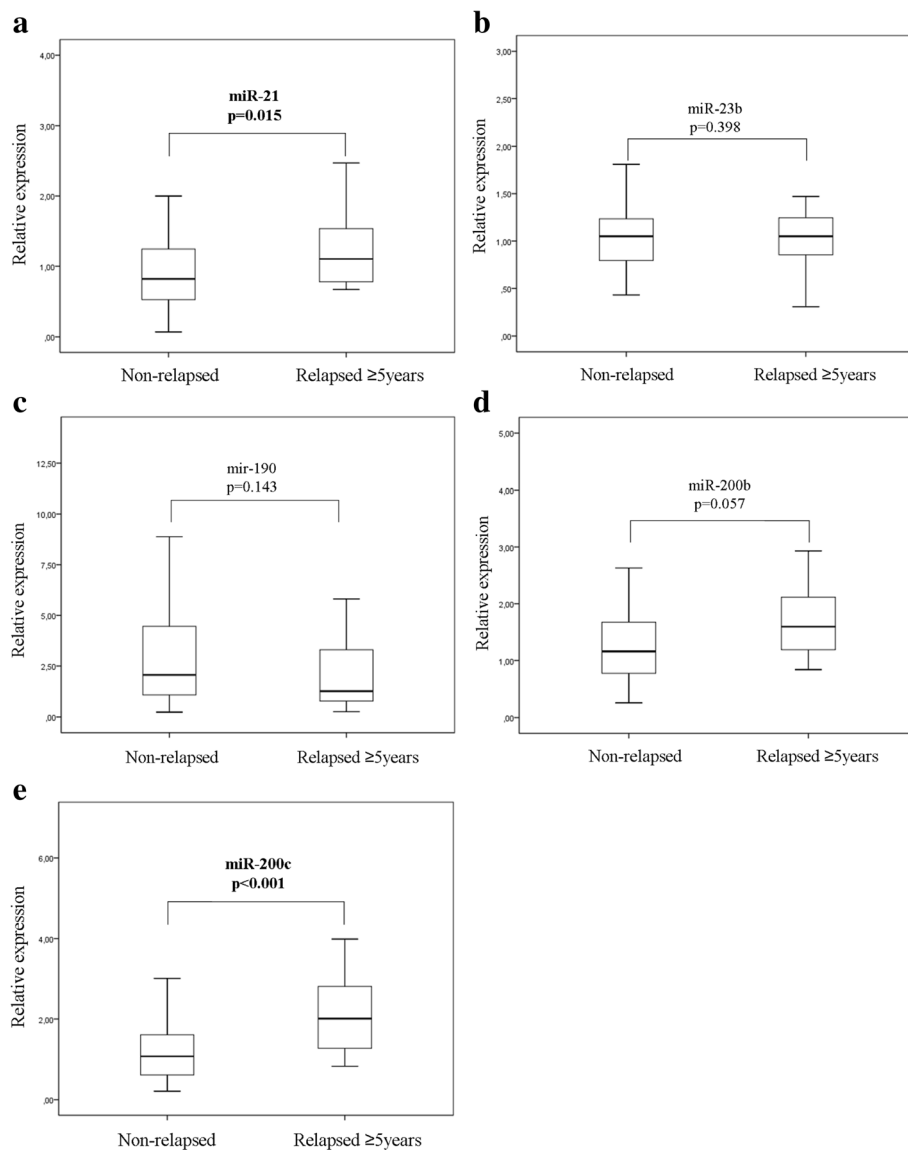 a
4,00
miR-21
p=0.015
3,00
2,00
1,00
,00
Relative expression
Non-relapsed
Relapsed ≥5years
b
3,00
2,50
miR-23b
p=0.398
2,00
1,50
1,00
,50
,00
Relative expression
Non-relapsed
Relapsed ≥5years
c
12,50
mir-190
p=0.143
10,00
7,50
5,00
2,50
,00
Relative expression
Non-relapsed
Relapsed ≥5years
d
5,00
4,00
miR-200b
p=0.057
3,00
2,00
1,00
,00
Relative expression
Non-relapsed
Relapsed ≥5years
e
6,00
miR-200c
p<0.001
4,00
2,00
,00
Relative expression
Non-relapsed
Relapsed ≥5years